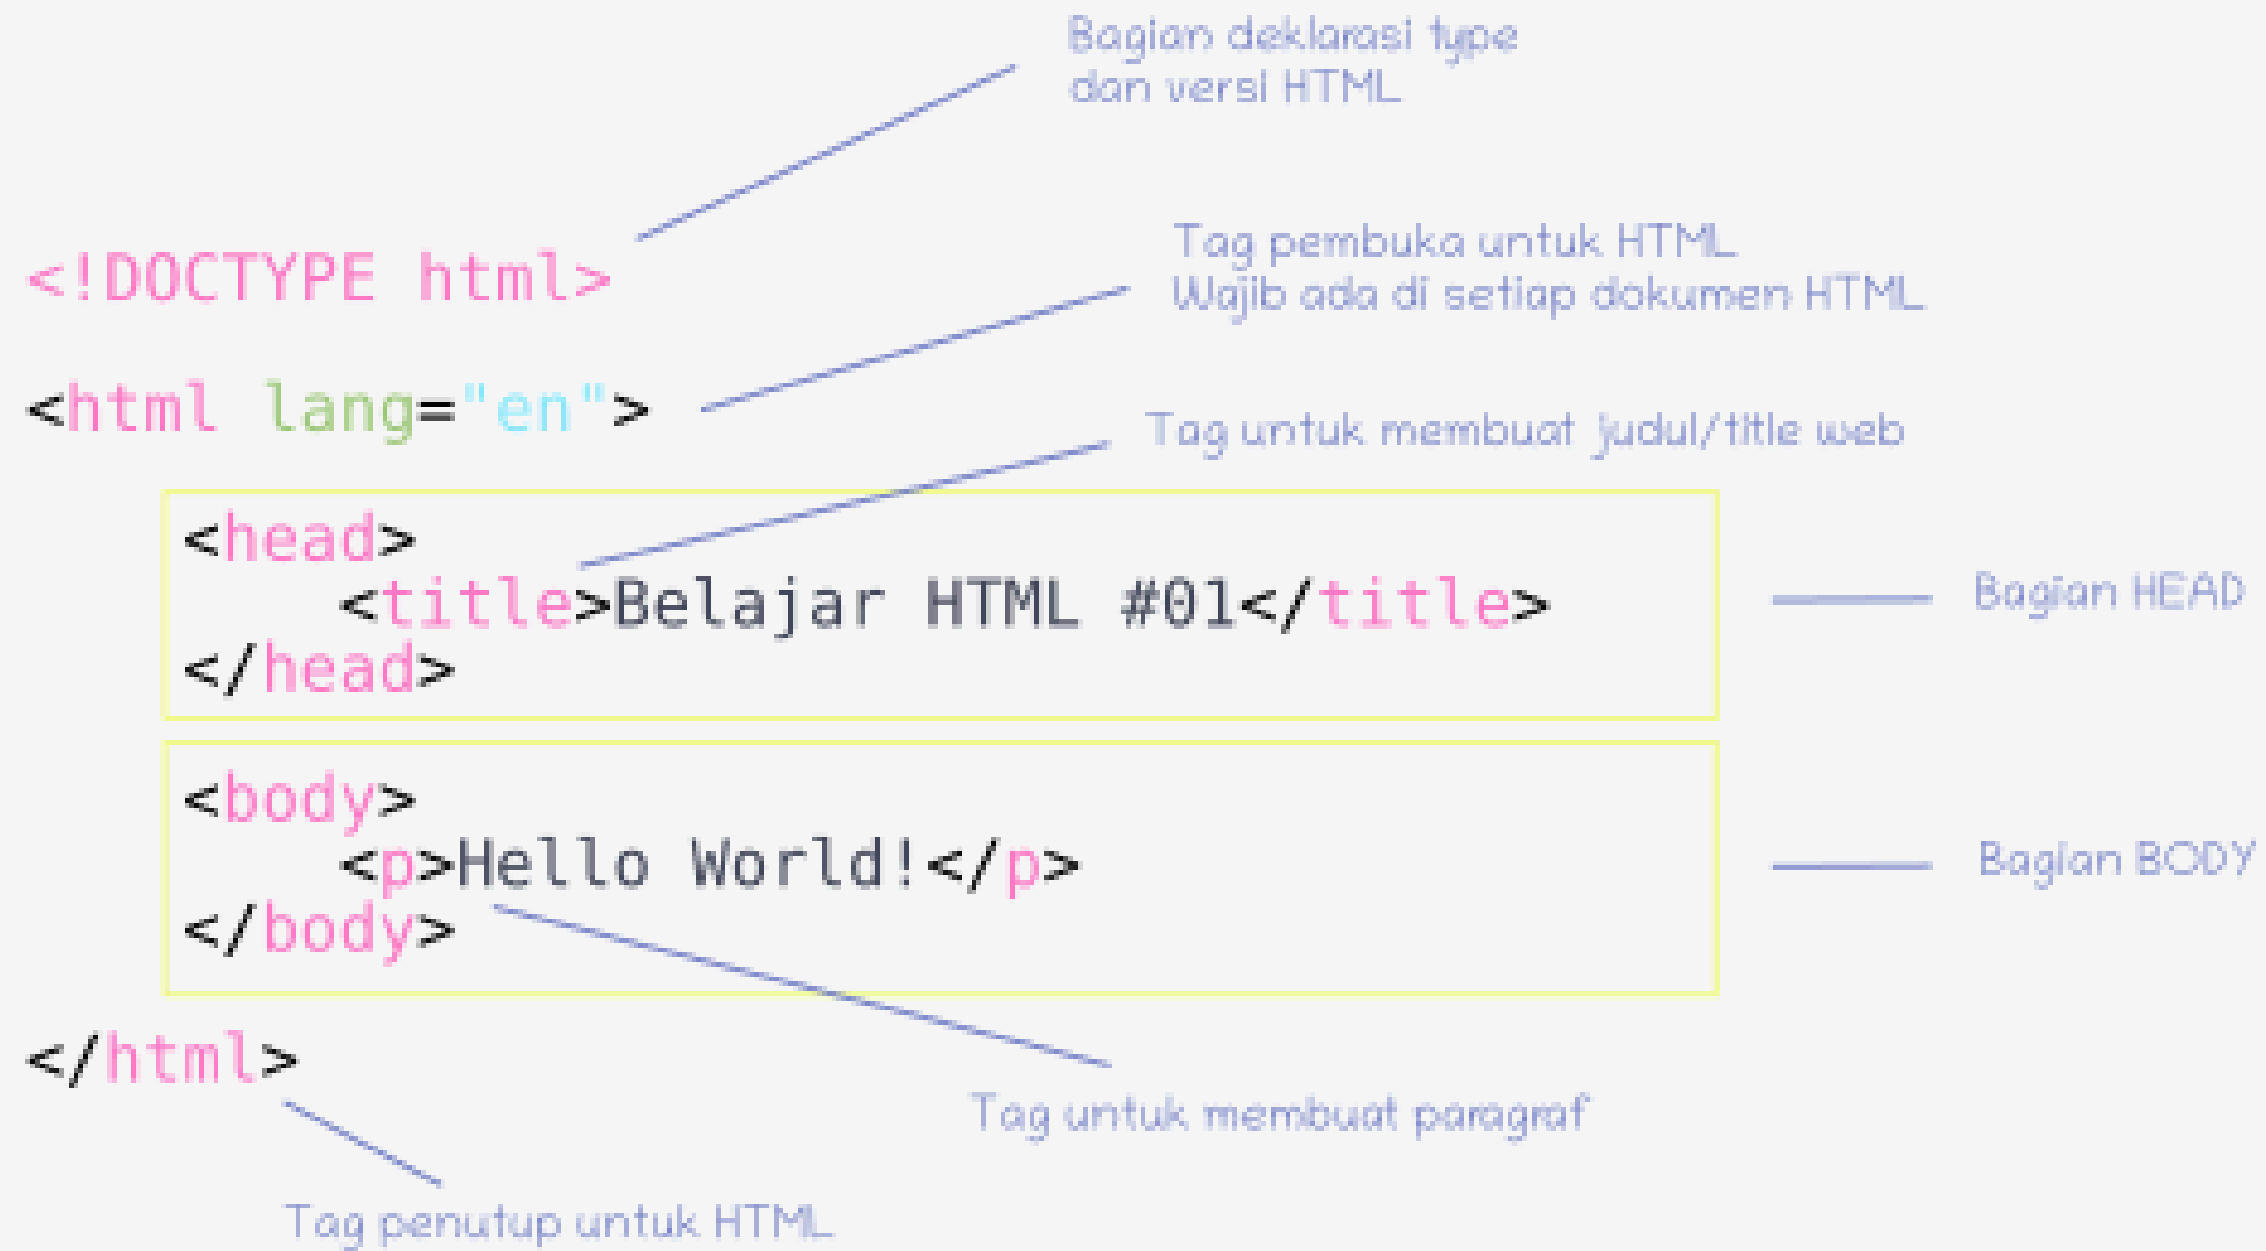 Bagian deklarasi type
dan versi HTML
<!DOCTYPE html>
Tag pembuka untuk HTML
Wajib ada di setiap dokumen HTML
<html lang="en">
Tag untuk membuat judul/title web
<head>
<title>Belajar HTML #01</title>
</head>
Bagian HEAD
<body>
<p>Hello World!</p>
</body>
Bagian BODY
</html>
Tag untuk membuat paragraf
Tag penutup untuk HTML